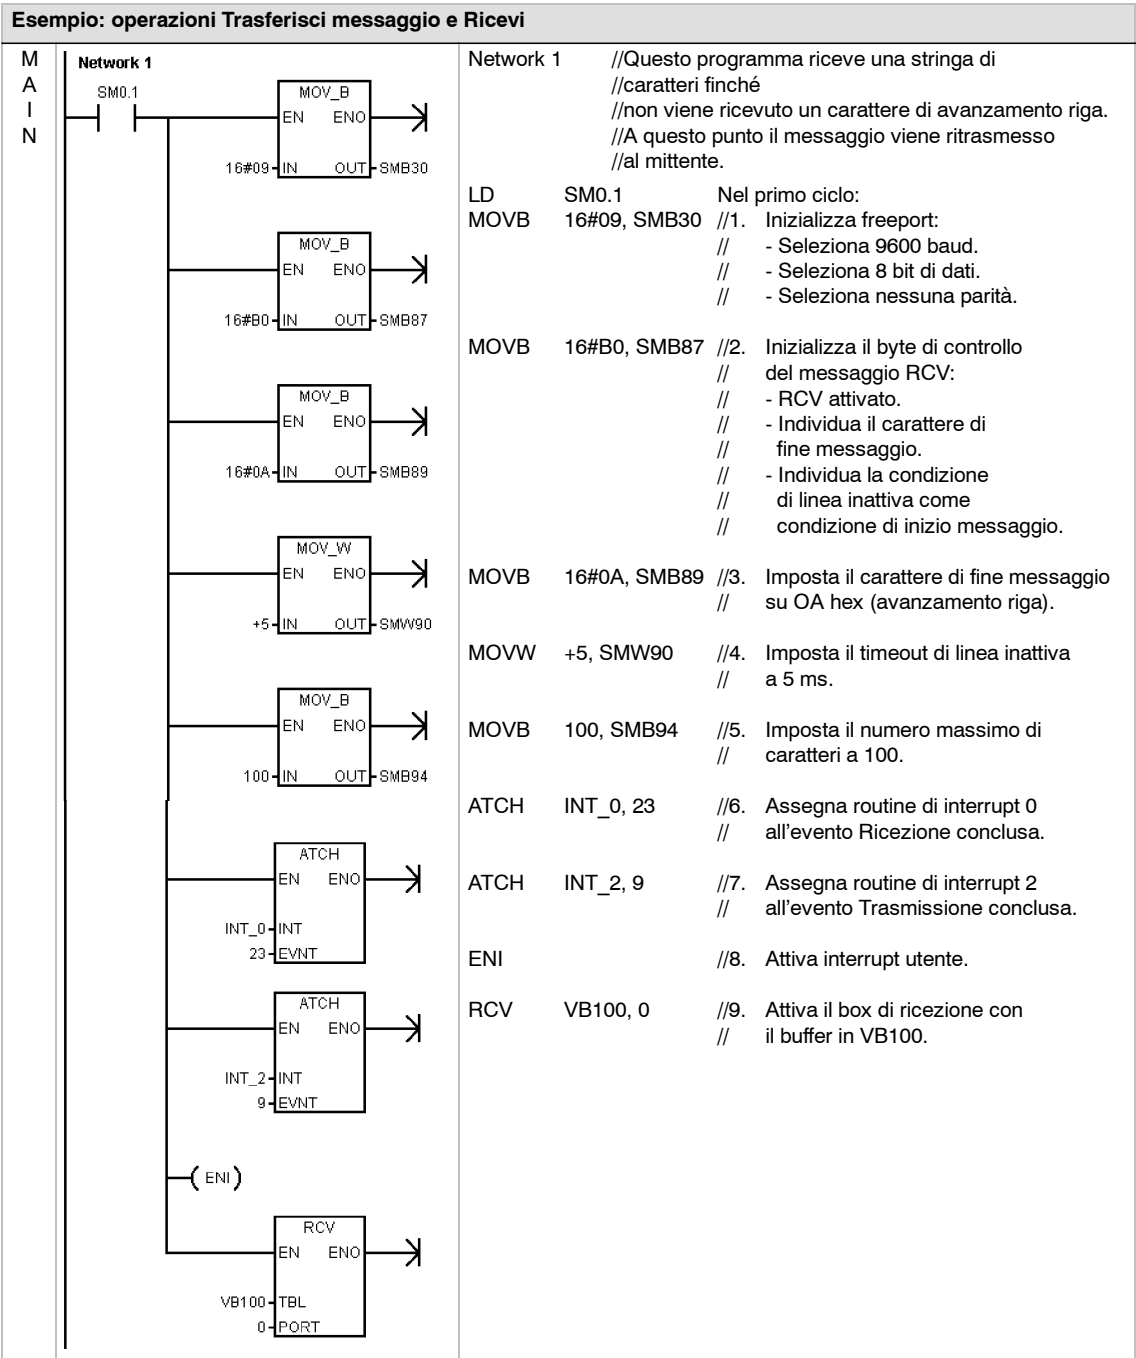 Esempio: operazioni Trasferisci messaggio e Ricevi
M
A
I
N
Network 1
SM0.1
MOV_B
EN ENO
16#09 IN OUT SMB30
MOV_B
EN ENO
16#B0 IN OUT SMB87
MOV_B
EN ENO
16#0A IN OUT SMB89
MOV_W
EN ENO
+5 IN OUT SMW90
MOV_B
EN ENO
100 IN OUT SMB94
ATCH
EN ENO
INT_0 INT
23 EVNT
ATCH
EN ENO
INT_2 INT
9 EVNT
( ENI )
RCV
EN ENO
VB100 TBL
0 PORT
Network 1 //Questo programma riceve una stringa di
//caratteri finché
//non viene ricevuto un carattere di avanzamento riga.
//A questo punto il messaggio viene ritrasmesso
//al mittente.
LD SM0.1 Nel primo ciclo:
MOVB 16#09, SMB30 //1. Inizializza freeport:
// - Seleziona 9600 baud.
// - Seleziona 8 bit di dati.
// - Seleziona nessuna parità.
MOVB 16#B0, SMB87 //2. Inizializza il byte di controllo
// del messaggio RCV:
// - RCV attivato.
// - Individua il carattere di
// fine messaggio.
// - Individua la condizione
// di linea inattiva come
// condizione di inizio messaggio.
MOVB 16#0A, SMB89 //3. Imposta il carattere di fine messaggio
// su OA hex (avanzamento riga).
MOVW +5, SMW90 //4. Imposta il timeout di linea inattiva
// a 5 ms.
MOVB 100, SMB94 //5. Imposta il numero massimo di
// caratteri a 100.
ATCH INT_0, 23 //6. Assegna routine di interrupt 0
// all'evento Ricezione conclusa.
ATCH INT_2, 9 //7. Assegna routine di interrupt 2
// all'evento Trasmissione conclusa.
ENI //8. Attiva interrupt utente.
RCV VB100, 0 //9. Attiva il box di ricezione con
// il buffer in VB100.